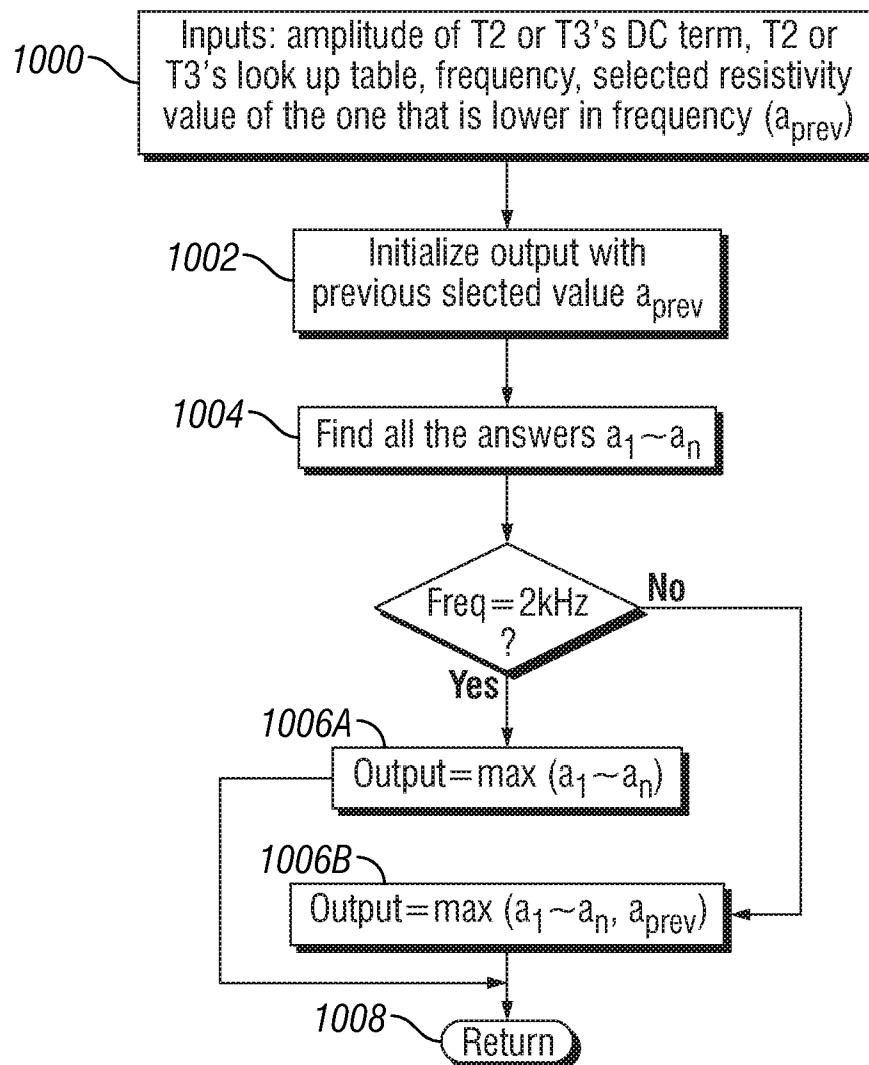 1000
Inputs: amplitude of T2 or T3's DC term, T2 or
T3's look up table, frequency, selected resistivity
value of the one that is lower in frequency (aprev)
1002
Initialize output with
previous slected value aprev
1004
Find all the answers a1~an
Freq=2kHz
?
No
Yes
1006A
Output=max (a1~an)
1006B
Output=max (a1~an, aprev)
1008
Return